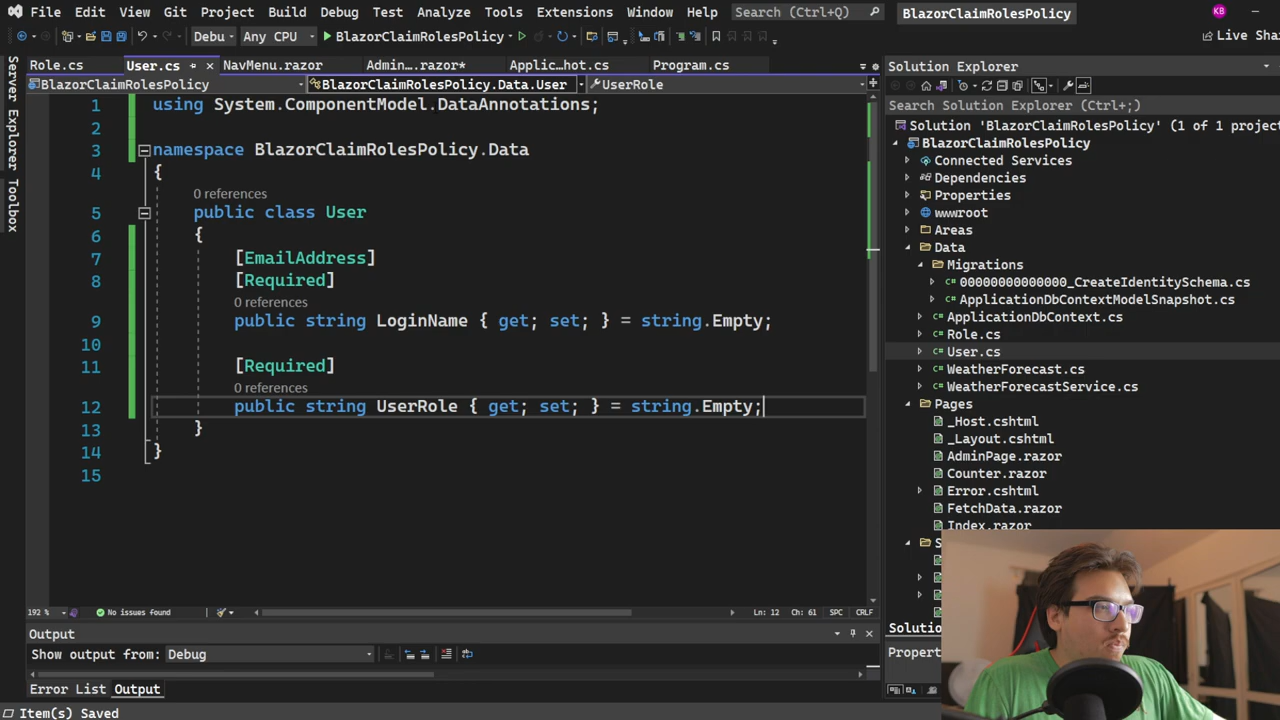 File Edit View Git Project Build Debug Test Analyze Tools Extensions Window Help Search (Ctrl+Q) BlazorClaimRolesPolicy KB
Debu Any CPU BlazorClaimRolesPolicy Live Sha
Role.cs User.cs NavMenu.razor Admin....razor* Applic...hot.cs Program.cs
BlazorClaimRolesPolicy BlazorClaimRolesPolicy.Data.User UserRole
Server Explorer
Toolbox
1 using System.ComponentModel.DataAnnotations;
2
3 namespace BlazorClaimRolesPolicy.Data
4 {
0 references
5 public class User
6 {
7 [EmailAddress]
8 [Required]
0 references
9 public string LoginName { get; set; } = string.Empty;
10
11 [Required]
0 references
12 public string UserRole { get; set; } = string.Empty;
13 }
14 }
15
192 % No issues found Ln: 12 Ch: 61 SPC CRLF
Output
Show output from: Debug
Error List Output
Item(s) Saved
Solution Explorer
Search Solution Explorer (Ctrl+;)
Solution 'BlazorClaimRolesPolicy' (1 of 1 project
BlazorClaimRolesPolicy
Connected Services
Dependencies
Properties
wwwroot
Areas
Data
Migrations
00000000000000_CreateIdentitySchema.cs
ApplicationDbContextModelSnapshot.cs
ApplicationDbContext.cs
Role.cs
User.cs
WeatherForecast.cs
WeatherForecastService.cs
Pages
_Host.cshtml
_Layout.cshtml
AdminPage.razor
Counter.razor
Error.cshtml
FetchData.razor
Index.razor
S
Solutio
Propert